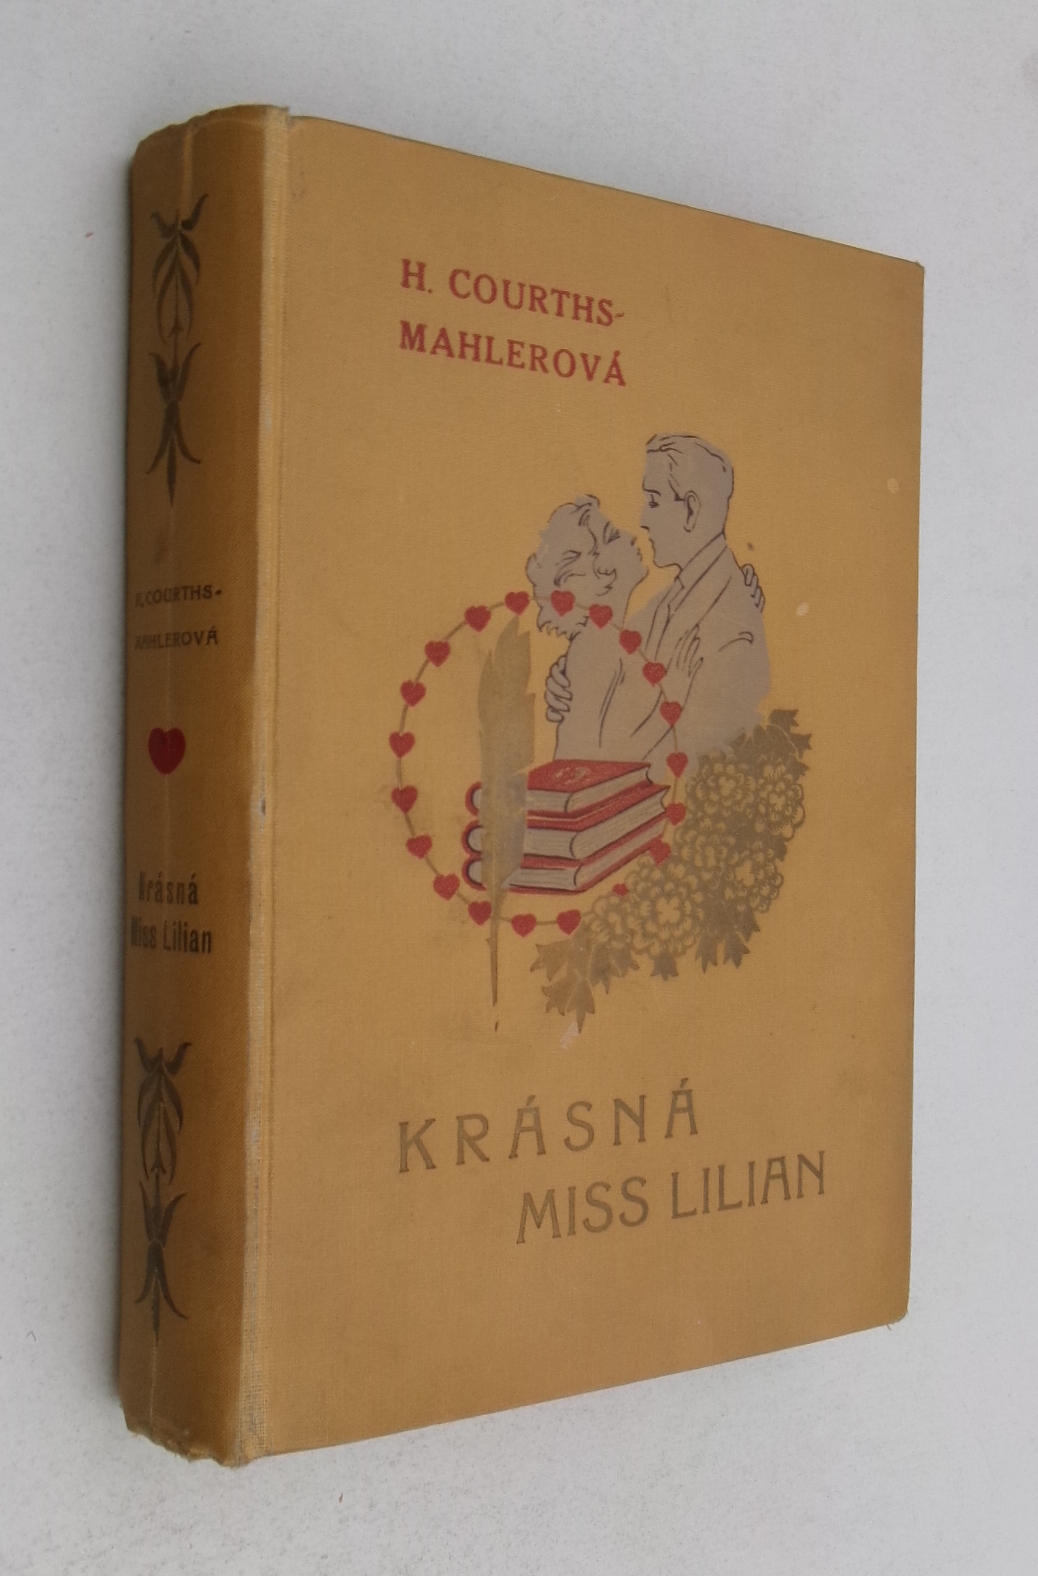 H. COURTHS-
MAHLEROVÁ
KRÁSNÁ
MISS LILIAN
H. COURTHS-
MAHLEROVÁ
Krásná
Miss Lilian